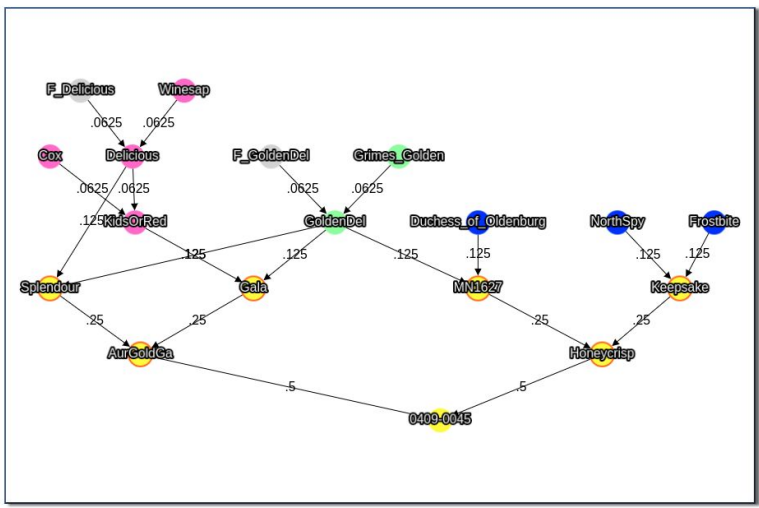 F_Delicious Winesap
.0625 .0625
Cox Delicious F_GoldenDel Grimes_Golden
.0625 .0625 .0625 .0625
.125 KidsOrRed GoldenDel Duchess_of_Oldenburg NorthSpy Frostbite
.125 .125 .125 .125 .125 .125
Splendour Gala MN1627 Keepsake
.25 .25 .25 .25
AurGoldGa Honeycrisp
.5 .5
0409-0045